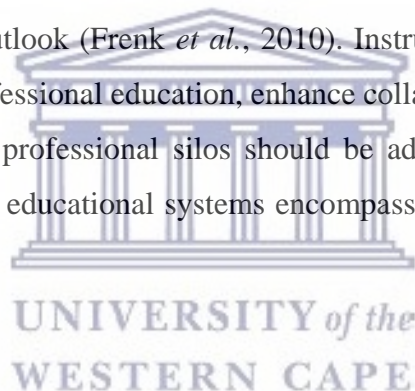 utlook (Frenk et al., 2010). Instru
fessional education, enhance colla
professional silos should be ad
educational systems encompass
UNIVERSITY of the
WESTERN CAPE